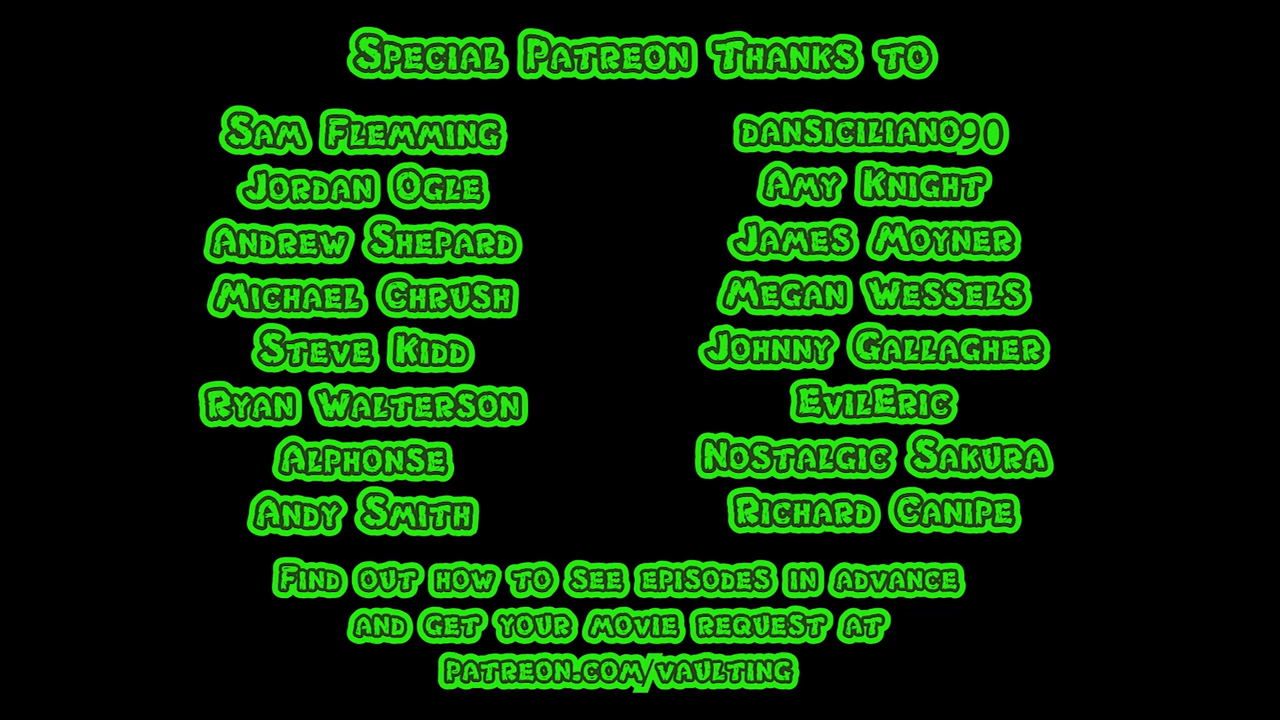 Special Patreon Thanks to
Sam Flemming
Jordan Ogle
Andrew Shepard
Michael Chrush
Steve Kidd
Ryan Walterson
Alphonse
Andy Smith
dansiciliano90
Amy Knight
James Moyner
Megan Wessels
Johnny Gallagher
EvilEric
Nostalgic Sakura
Richard Canipe
Find out how to see episodes in advance
and get your movie request at
patreon.com/vaulting